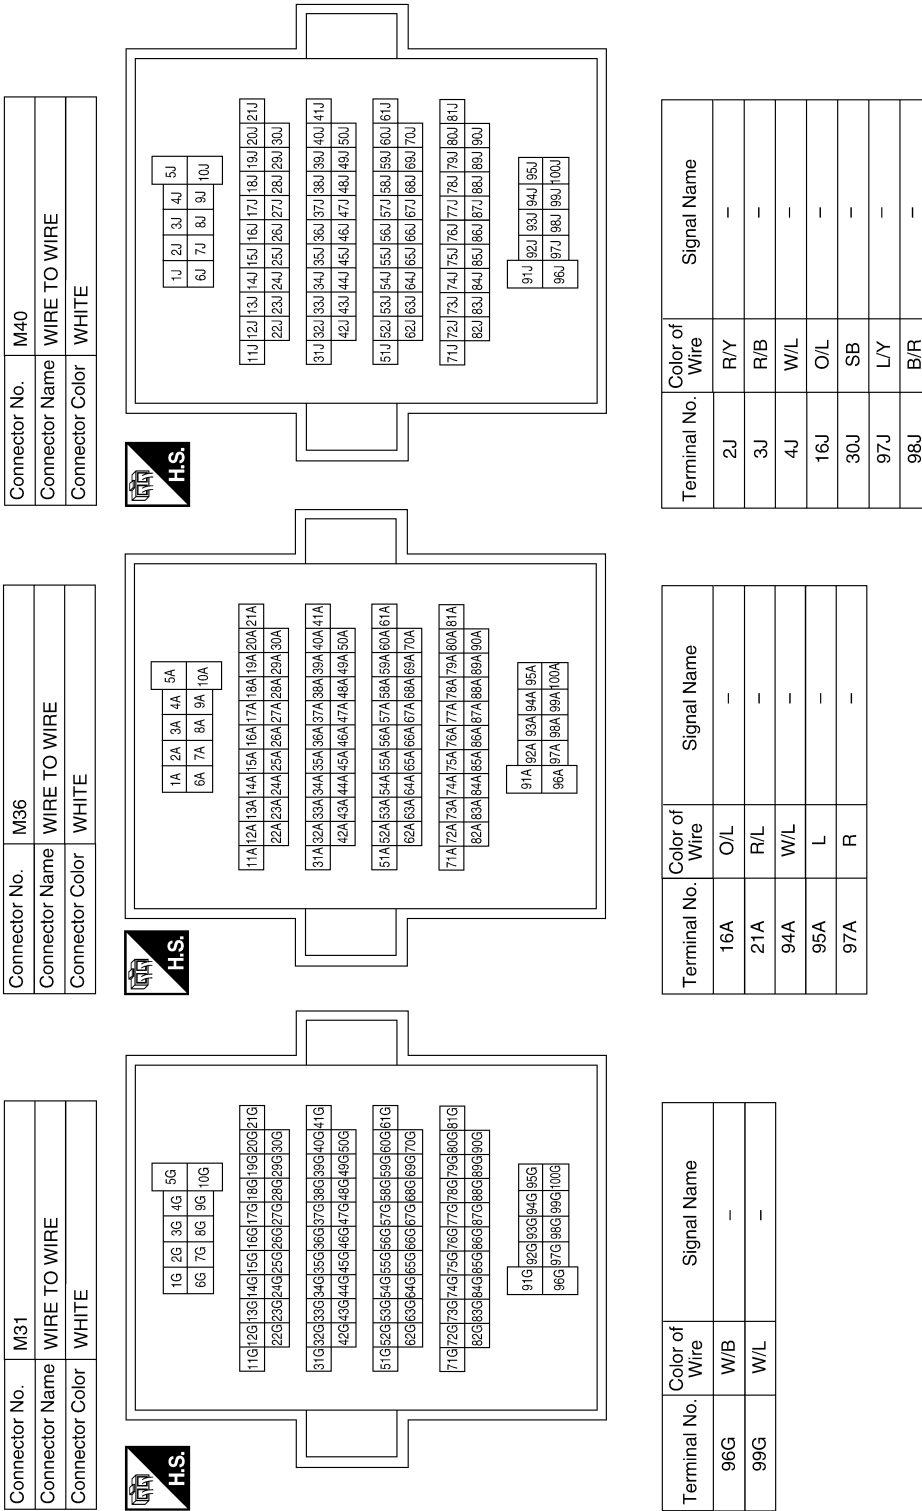 Connector No. M31
Connector Name WIRE TO WIRE
Connector Color WHITE
H.S.
1G 2G 3G 4G 5G
6G 7G 8G 9G 10G
11G 12G 13G 14G 15G 16G 17G 18G 19G 20G 21G
22G 23G 24G 25G 26G 27G 28G 29G 30G
31G 32G 33G 34G 35G 36G 37G 38G 39G 40G 41G
42G 43G 44G 45G 46G 47G 48G 49G 50G
51G 52G 53G 54G 55G 56G 57G 58G 59G 60G 61G
62G 63G 64G 65G 66G 67G 68G 69G 70G
71G 72G 73G 74G 75G 76G 77G 78G 79G 80G 81G
82G 83G 84G 85G 86G 87G 88G 89G 90G
91G 92G 93G 94G 95G
96G 97G 98G 99G 100G
Terminal No. Color of Wire Signal Name
96G W/B –
99G W/L –
Connector No. M36
Connector Name WIRE TO WIRE
Connector Color WHITE
H.S.
1A 2A 3A 4A 5A
6A 7A 8A 9A 10A
11A 12A 13A 14A 15A 16A 17A 18A 19A 20A 21A
22A 23A 24A 25A 26A 27A 28A 29A 30A
31A 32A 33A 34A 35A 36A 37A 38A 39A 40A 41A
42A 43A 44A 45A 46A 47A 48A 49A 50A
51A 52A 53A 54A 55A 56A 57A 58A 59A 60A 61A
62A 63A 64A 65A 66A 67A 68A 69A 70A
71A 72A 73A 74A 75A 76A 77A 78A 79A 80A 81A
82A 83A 84A 85A 86A 87A 88A 89A 90A
91A 92A 93A 94A 95A
96A 97A 98A 99A 100A
Terminal No. Color of Wire Signal Name
16A O/L –
21A R/L –
94A W/L –
95A L –
97A R –
Connector No. M40
Connector Name WIRE TO WIRE
Connector Color WHITE
H.S.
1J 2J 3J 4J 5J
6J 7J 8J 9J 10J
11J 12J 13J 14J 15J 16J 17J 18J 19J 20J 21J
22J 23J 24J 25J 26J 27J 28J 29J 30J
31J 32J 33J 34J 35J 36J 37J 38J 39J 40J 41J
42J 43J 44J 45J 46J 47J 48J 49J 50J
51J 52J 53J 54J 55J 56J 57J 58J 59J 60J 61J
62J 63J 64J 65J 66J 67J 68J 69J 70J
71J 72J 73J 74J 75J 76J 77J 78J 79J 80J 81J
82J 83J 84J 85J 86J 87J 88J 89J 90J
91J 92J 93J 94J 95J
96J 97J 98J 99J 100J
Terminal No. Color of Wire Signal Name
2J R/Y –
3J R/B –
4J W/L –
16J O/L –
30J SB –
97J L/Y –
98J B/R –